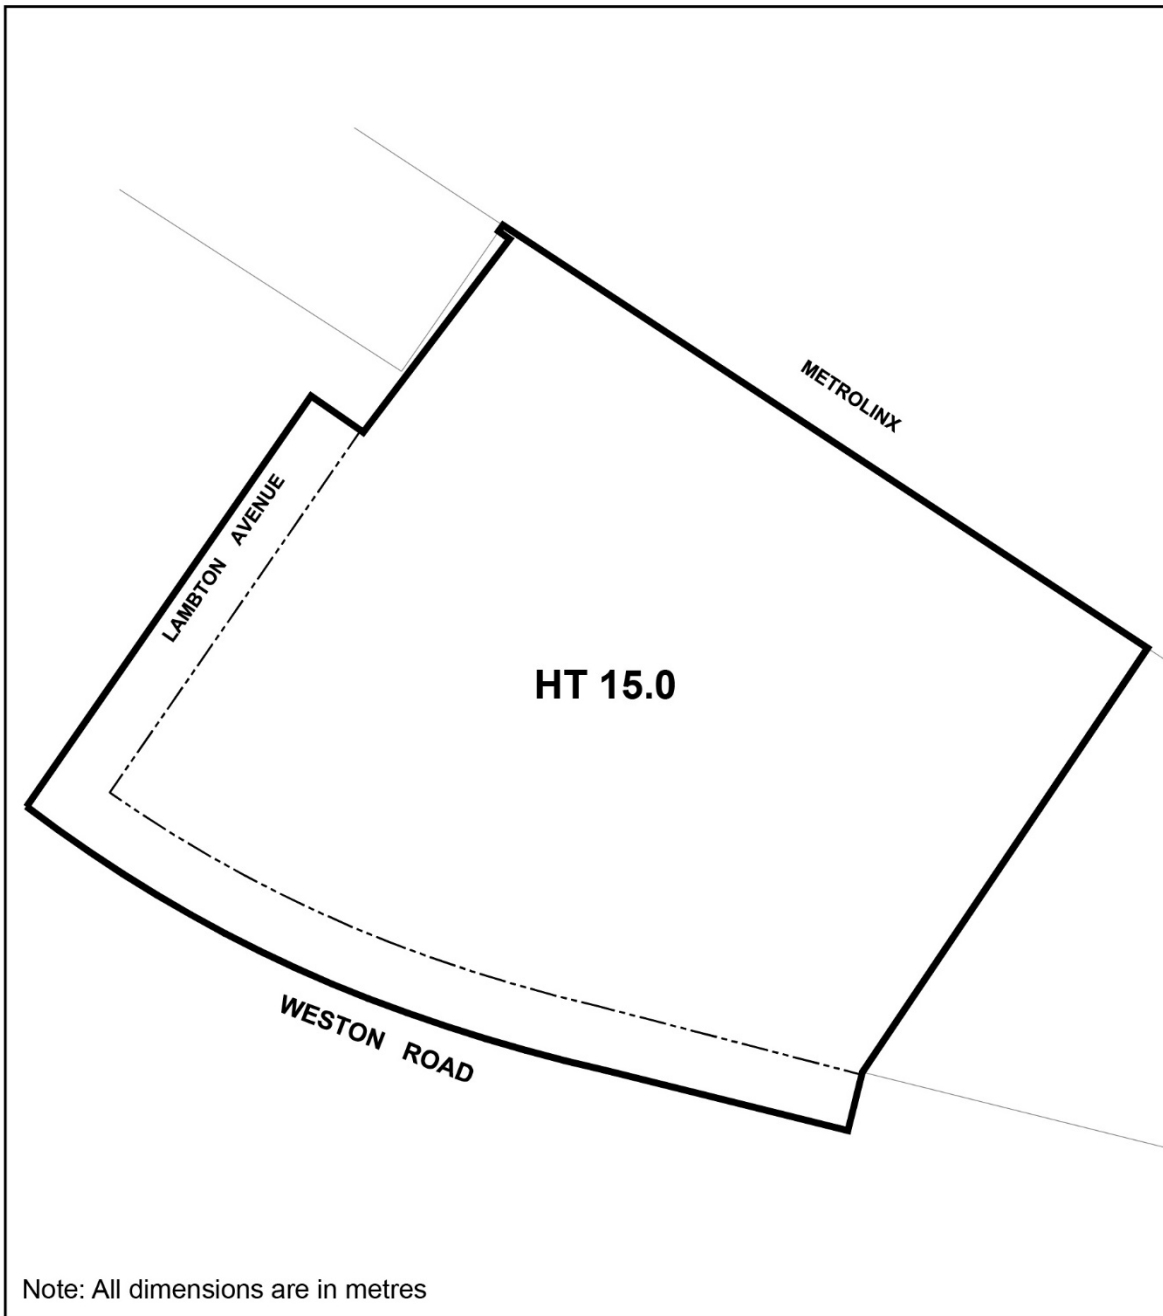 METROLINX
LAMBTON AVENUE
HT 15.0
WESTON ROAD
Note: All dimensions are in metres